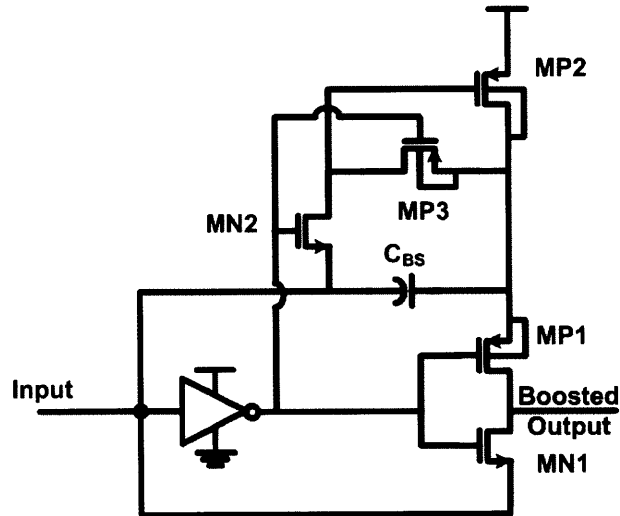 MP2
MP3
MN2
C_BS
MP1
Input
Boosted
Output
MN1